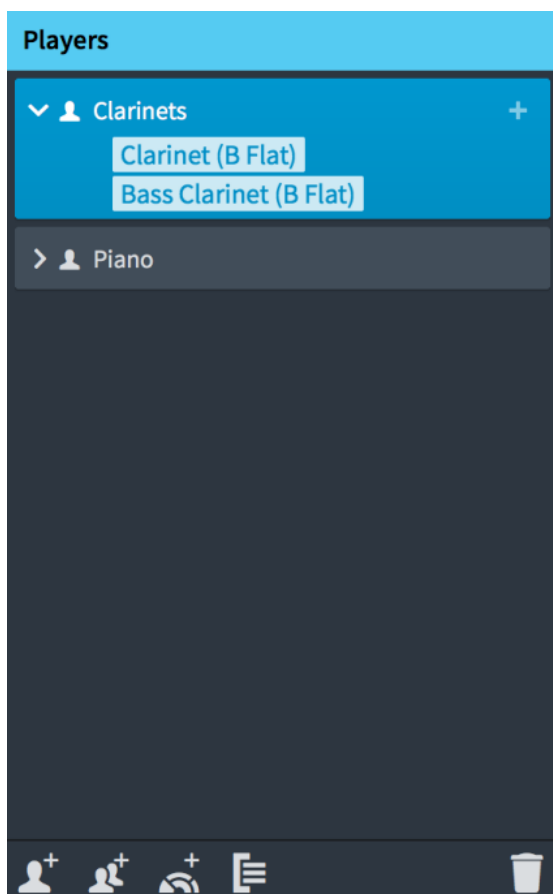 Players
Clarinets
Clarinet (B Flat)
Bass Clarinet (B Flat)
Piano